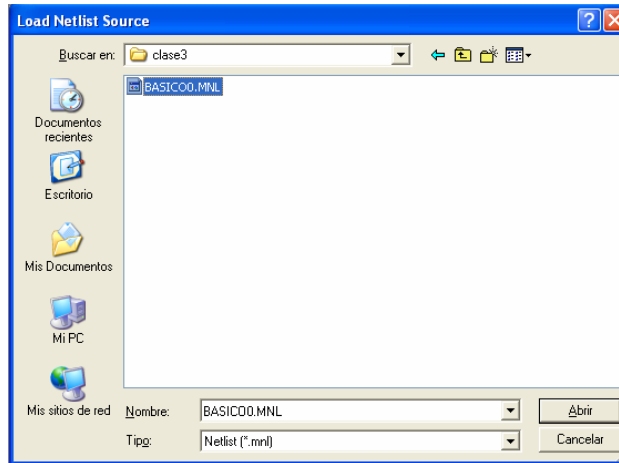 Load Netlist Source
Buscar en: clase3
BASICO0.MNL
Documentos
recientes
Escritorio
Mis Documentos
Mi PC
Mis sitios de red
Nombre: BASICO0.MNL Abrir
Tipo: Netlist (*.mnl) Cancelar